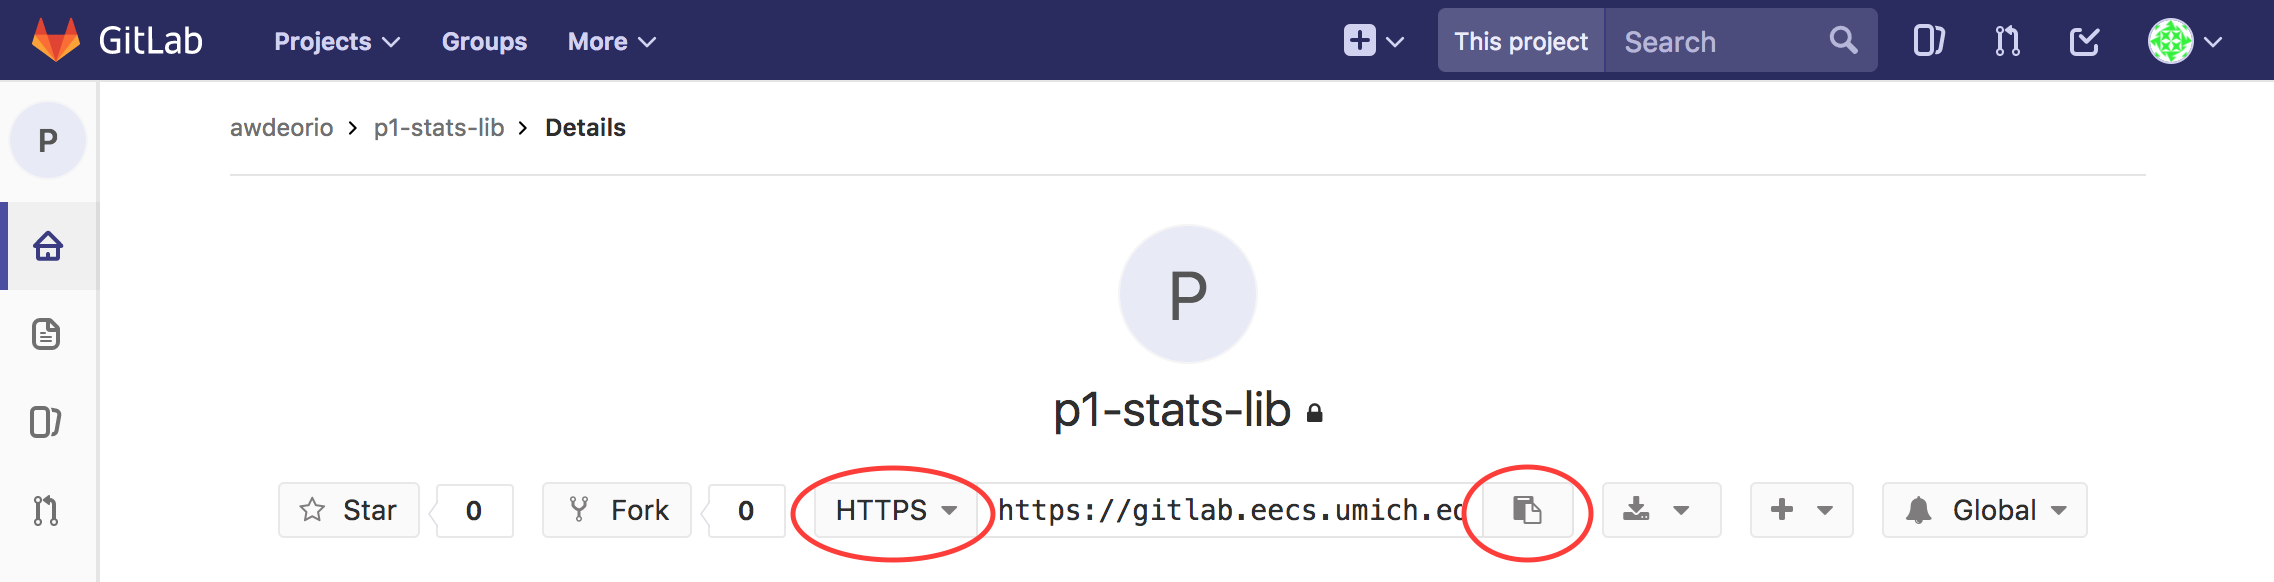 GitLab Projects Groups More This project Search
P
awdeorio > p1-stats-lib > Details
P
p1-stats-lib
Star 0 Fork 0 HTTPS https://gitlab.eecs.umich.ed Global